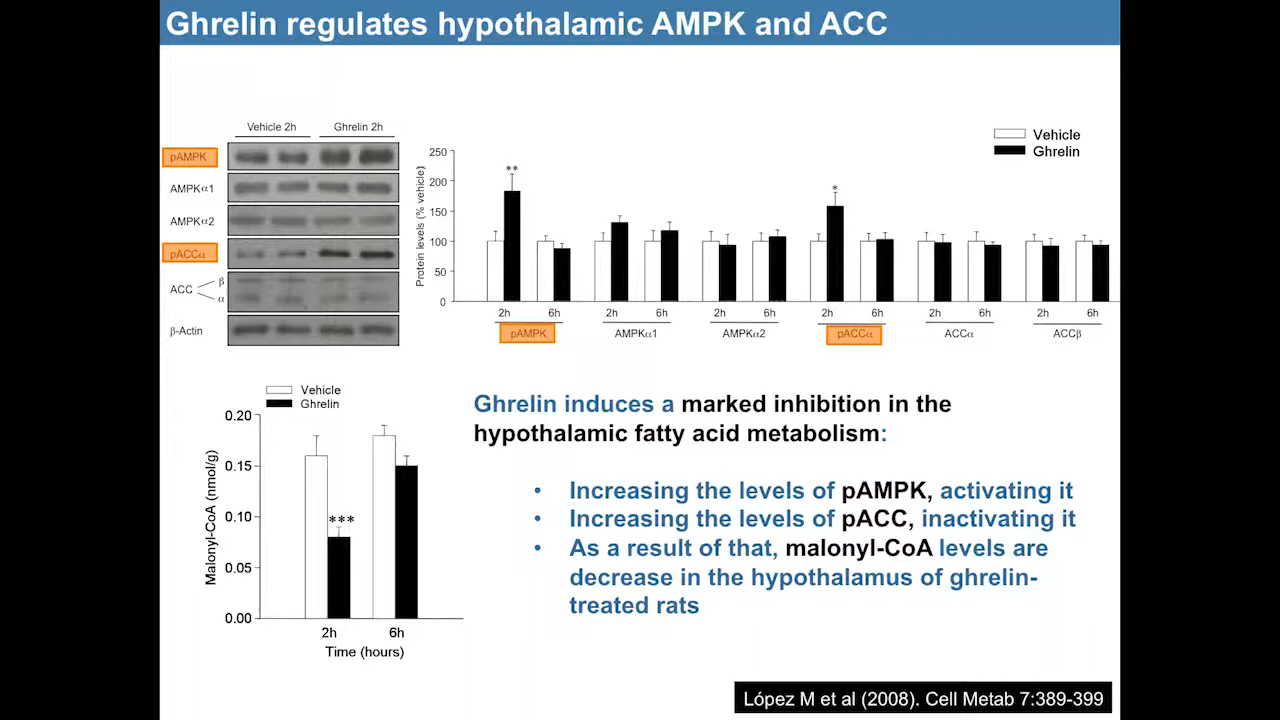 Ghrelin regulates hypothalamic AMPK and ACC
Vehicle 2h Ghrelin 2h
pAMPK
AMPKα1
AMPKα2
pACCα
ACC β α
β-Actin
Vehicle
Ghrelin
Protein levels (% vehicle)
250
200
150
100
50
0
** *
2h 6h 2h 6h 2h 6h 2h 6h 2h 6h 2h 6h
pAMPK AMPKα1 AMPKα2 pACCα ACCα ACCβ
Vehicle
Ghrelin
Malonyl-CoA (nmol/g)
0.20
0.15
0.10
0.05
0.00
***
2h 6h
Time (hours)
Ghrelin induces a marked inhibition in the
hypothalamic fatty acid metabolism:
• Increasing the levels of pAMPK, activating it
• Increasing the levels of pACC, inactivating it
• As a result of that, malonyl-CoA levels are
decrease in the hypothalamus of ghrelin-
treated rats
López M et al (2008). Cell Metab 7:389-399